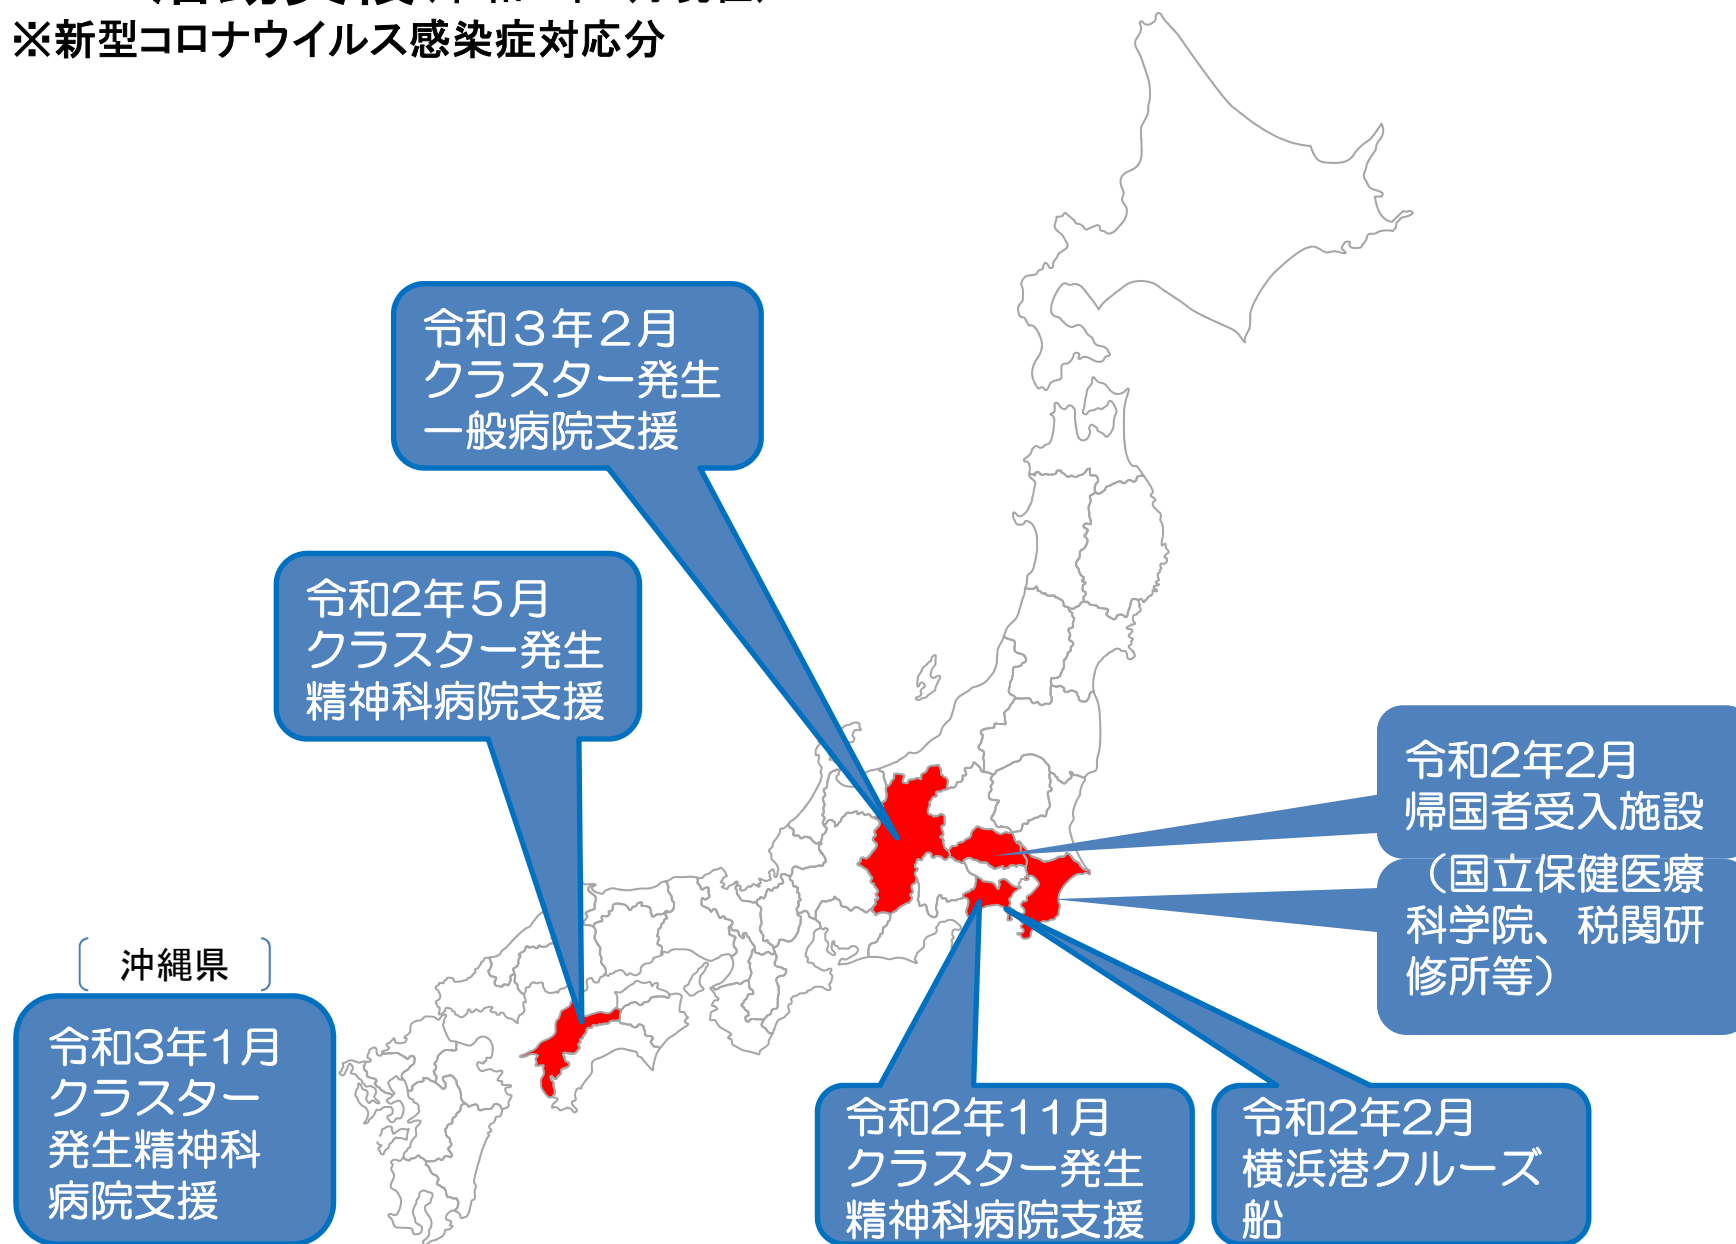 ※新型コロナウイルス感染症対応分
令和３年２月
クラスター発生
一般病院支援
令和2年５月
クラスター発生
精神科病院支援
令和2年2月
帰国者受入施設
（国立保健医療
科学院、税関研
修所等）
沖縄県
令和3年1月
クラスター
発生精神科
病院支援
令和2年11月
クラスター発生
精神科病院支援
令和2年2月
横浜港クルーズ
船